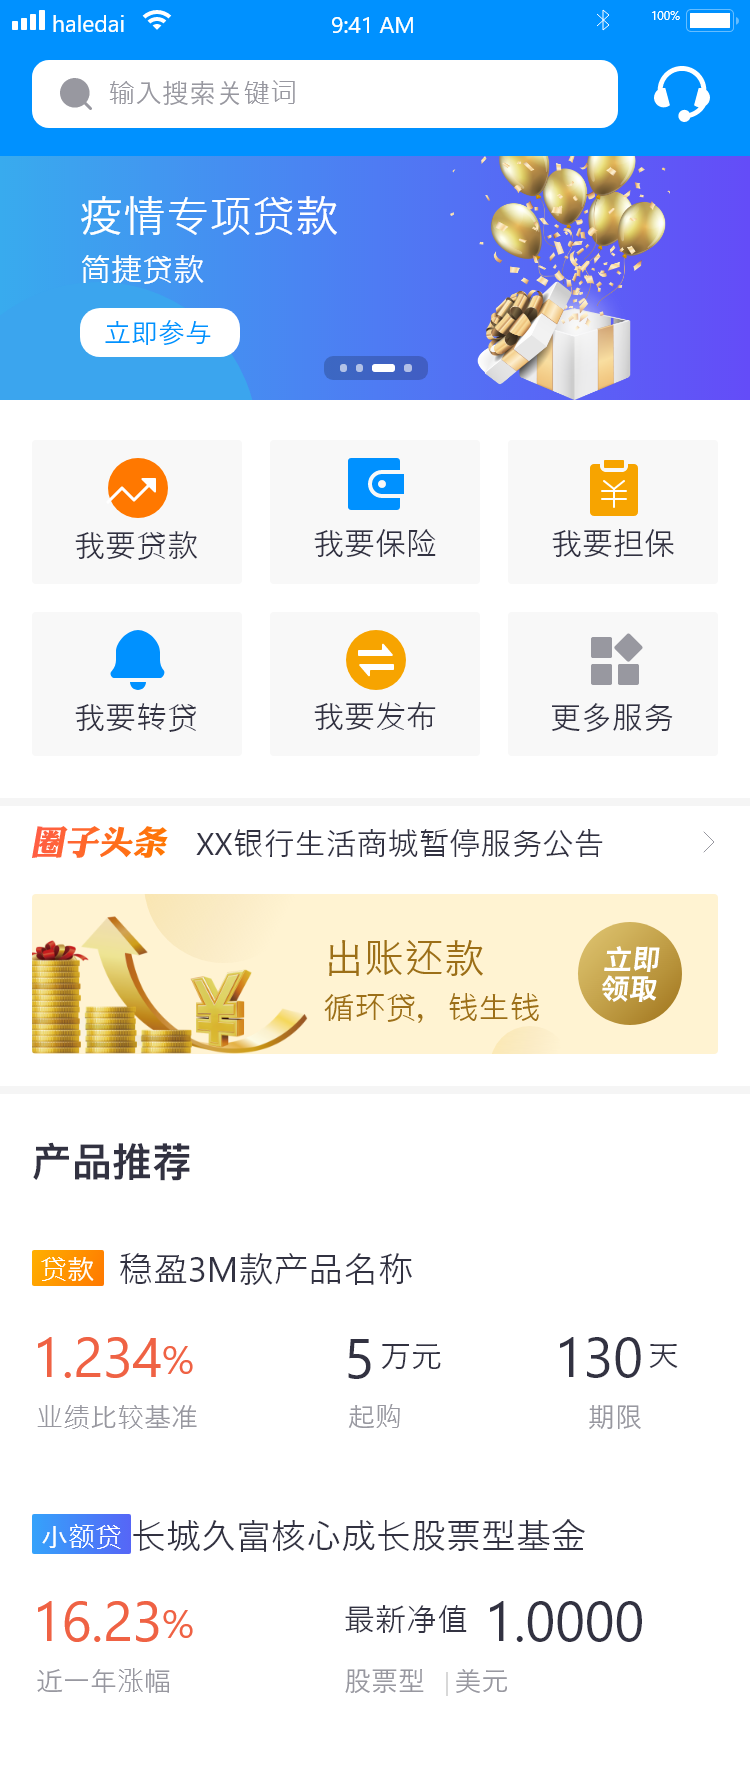 haledai
9:41 AM
100%
输入搜索关键词
疫情专项贷款
简捷贷款
立即参与
我要贷款
我要保险
我要担保
我要转贷
我要发布
更多服务
圈子头条
XX银行生活商城暂停服务公告
出账还款
循环贷，钱生钱
立即
领取
产品推荐
贷款 稳盈3M款产品名称
1.234% 5万元 130天
业绩比较基准 起购 期限
小额贷 长城久富核心成长股票型基金
16.23% 最新净值 1.0000
近一年涨幅 股票型 | 美元